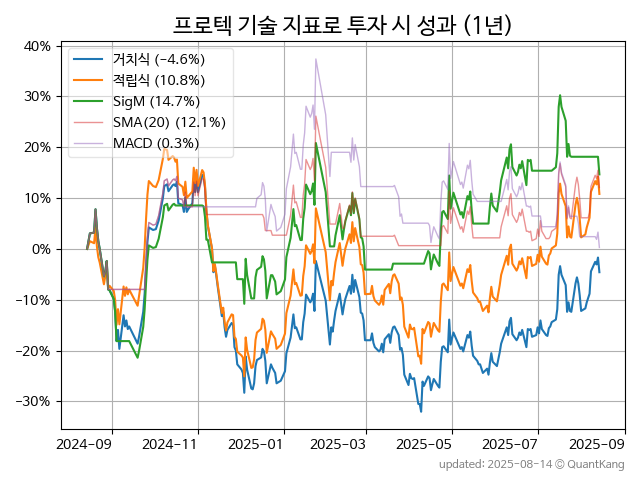 프로텍 기술 지표로 투자 시 성과 (1년)
거치식 (−4.6%)
적립식 (10.8%)
SigM (14.7%)
SMA(20) (12.1%)
MACD (0.3%)
40%
30%
20%
10%
0%
−10%
−20%
−30%
2024-09 2024-11 2025-01 2025-03 2025-05 2025-07 2025-09
updated: 2025-08-14 © QuantKang